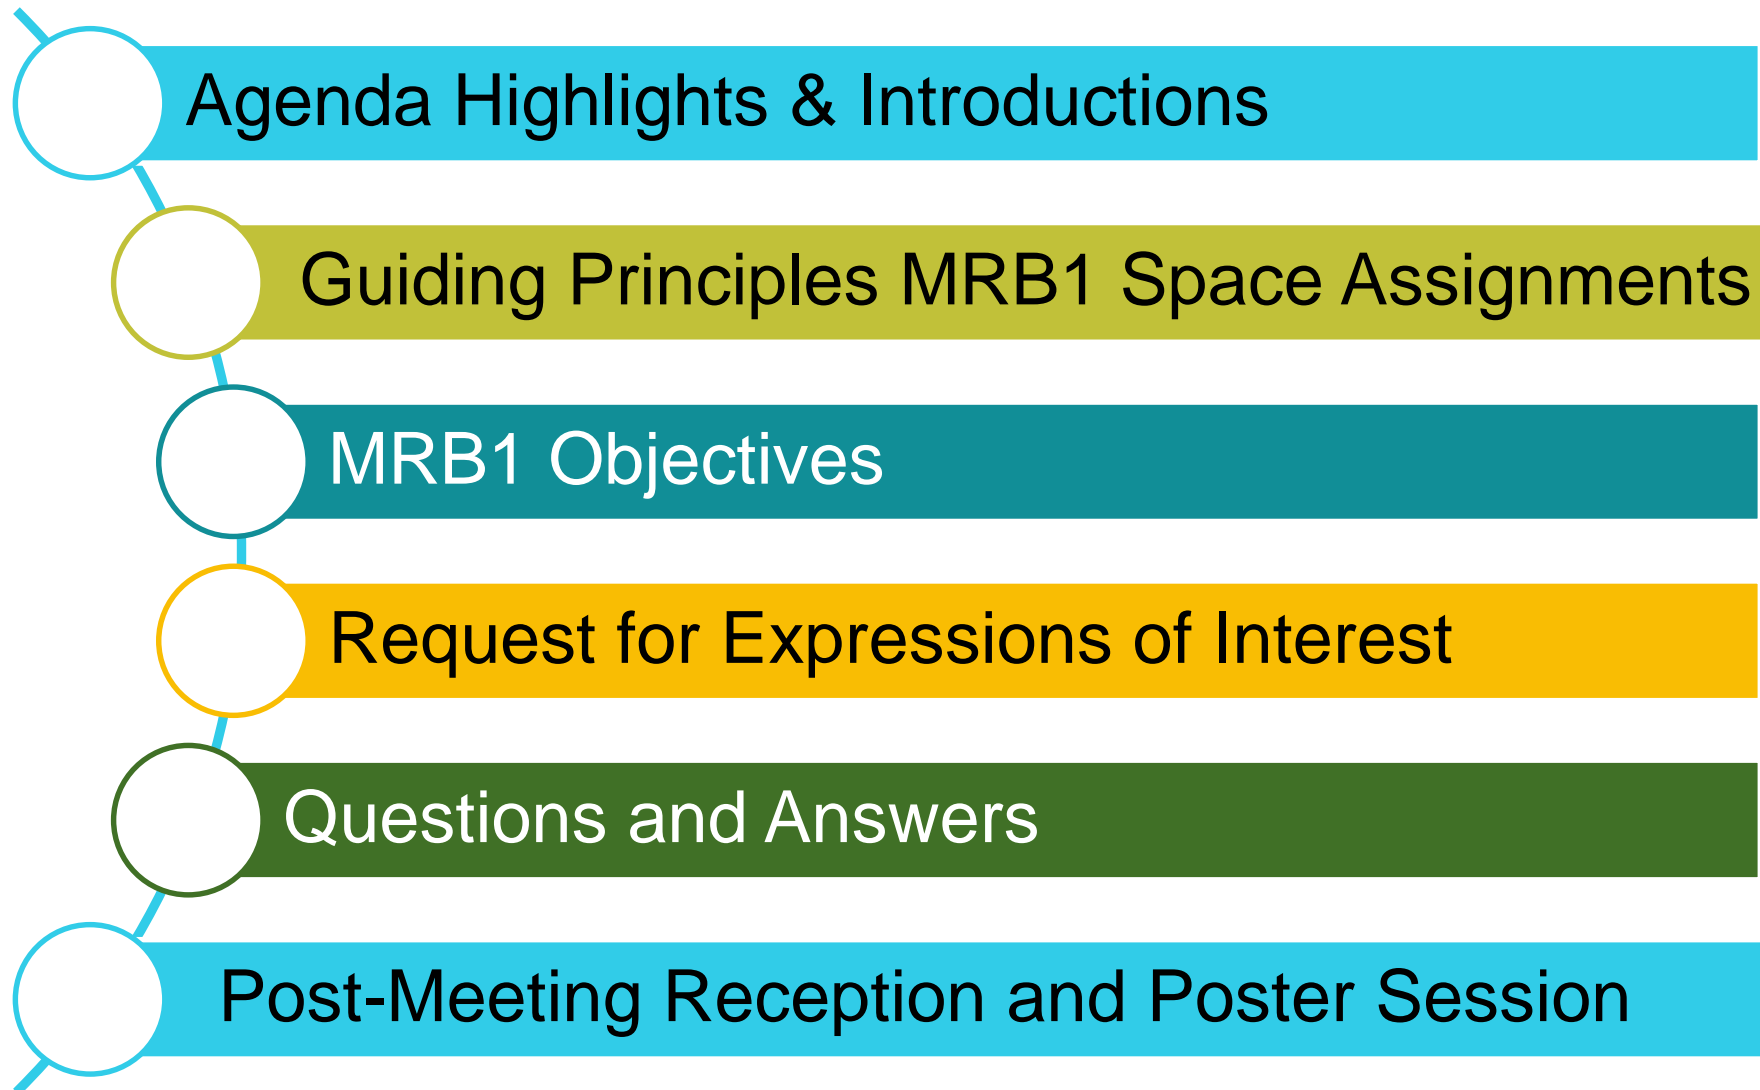 Agenda Highlights & Introductions
Guiding Principles MRB1 Space Assignments
MRB1 Objectives
Request for Expressions of Interest
Questions and Answers
Post-Meeting Reception and Poster Session